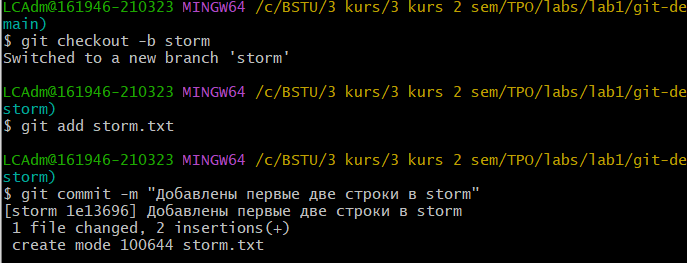 LCAdm@161946-210323 MINGW64 /c/BSTU/3 kurs/3 kurs 2 sem/TPO/labs/lab1/git-de
main)
$ git checkout -b storm
Switched to a new branch 'storm'
LCAdm@161946-210323 MINGW64 /c/BSTU/3 kurs/3 kurs 2 sem/TPO/labs/lab1/git-de
storm)
$ git add storm.txt
LCAdm@161946-210323 MINGW64 /c/BSTU/3 kurs/3 kurs 2 sem/TPO/labs/lab1/git-de
storm)
$ git commit -m "Добавлены первые две строки в storm"
[storm 1e13696] Добавлены первые две строки в storm
 1 file changed, 2 insertions(+)
 create mode 100644 storm.txt